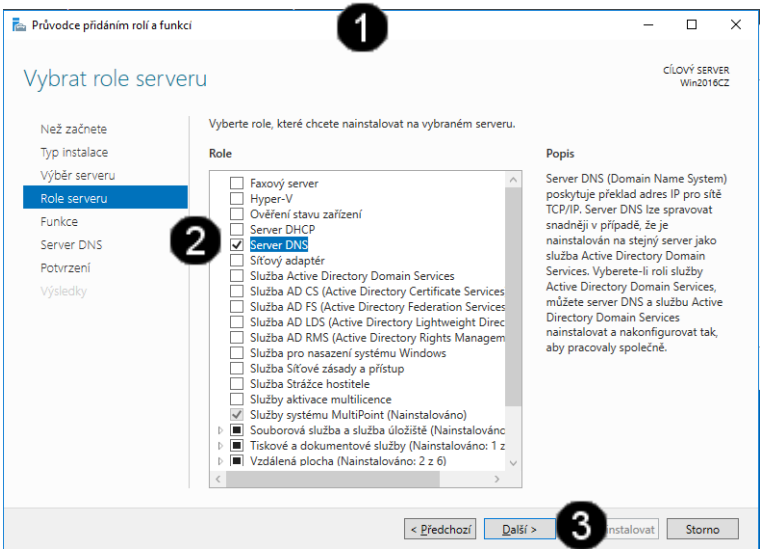 Průvodce přidáním rolí a funkcí
1
Vybrat role serveru
CÍLOVÝ SERVER
Win2016CZ
Než začnete
Typ instalace
Výběr serveru
Role serveru
Funkce
Server DNS
Potvrzení
Výsledky
Vyberte role, které chcete nainstalovat na vybraném serveru.
Role
2
Faxový server
Hyper-V
Ověření stavu zařízení
Server DHCP
Server DNS
Síťový adaptér
Služba Active Directory Domain Services
Služba AD CS (Active Directory Certificate Services
Služba AD FS (Active Directory Federation Services
Služba AD LDS (Active Directory Lightweight Direc
Služba AD RMS (Active Directory Rights Managem
Služba pro nasazení systému Windows
Služba Síťové zásady a přístup
Služba Strážce hostitele
Služby aktivace multilicence
Služby systému MultiPoint (Nainstalováno)
Souborová služba a služba úložiště (Nainstalováno
Tiskové a dokumentové služby (Nainstalováno: 1 z
Vzdálená plocha (Nainstalováno: 2 z 6)
Popis
Server DNS (Domain Name System)
poskytuje překlad adres IP pro sítě
TCP/IP. Server DNS lze spravovat
snadněji v případě, že je
nainstalován na stejný server jako
služba Active Directory Domain
Services. Vyberete-li roli služby
Active Directory Domain Services,
můžete server DNS a službu Active
Directory Domain Services
nainstalovat a nakonfigurovat tak,
aby pracovaly společně.
< Předchozí
Další >
3
nstalovat
Storno